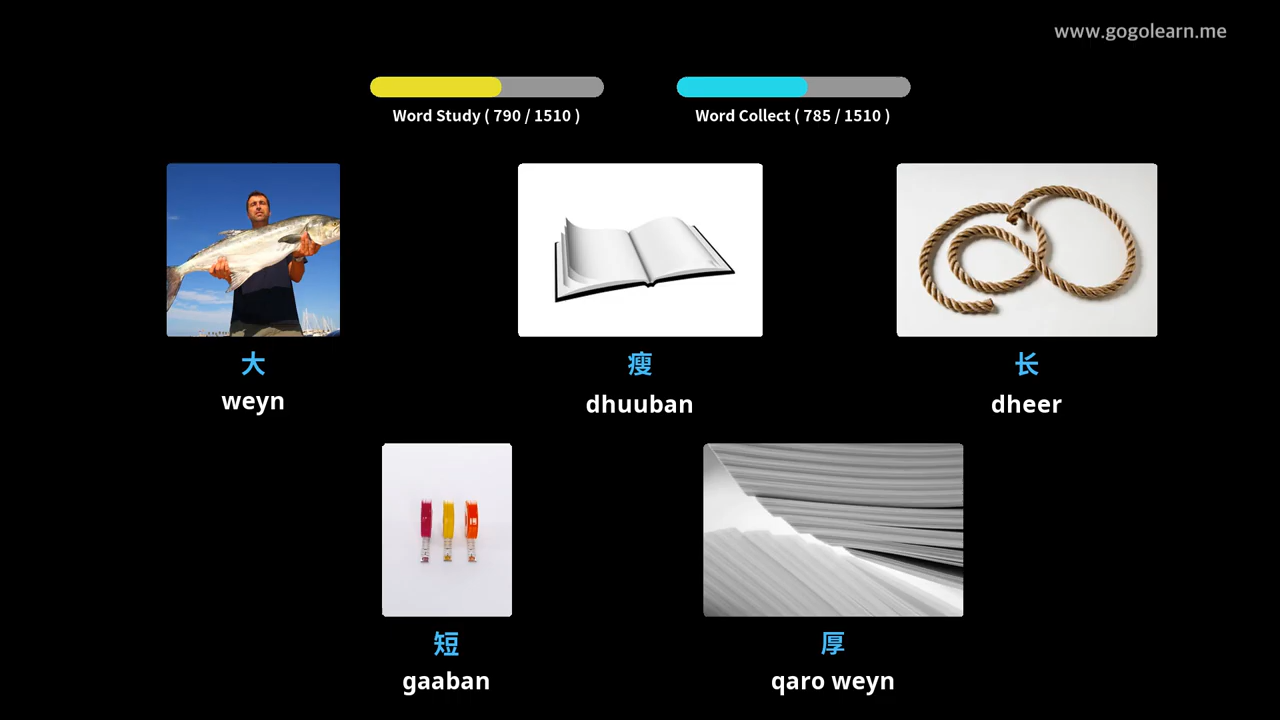 www.gogolearn.me
Word Study ( 790 / 1510 )
Word Collect ( 785 / 1510 )
大
weyn
瘦
dhuuban
长
dheer
短
gaaban
厚
qaro weyn